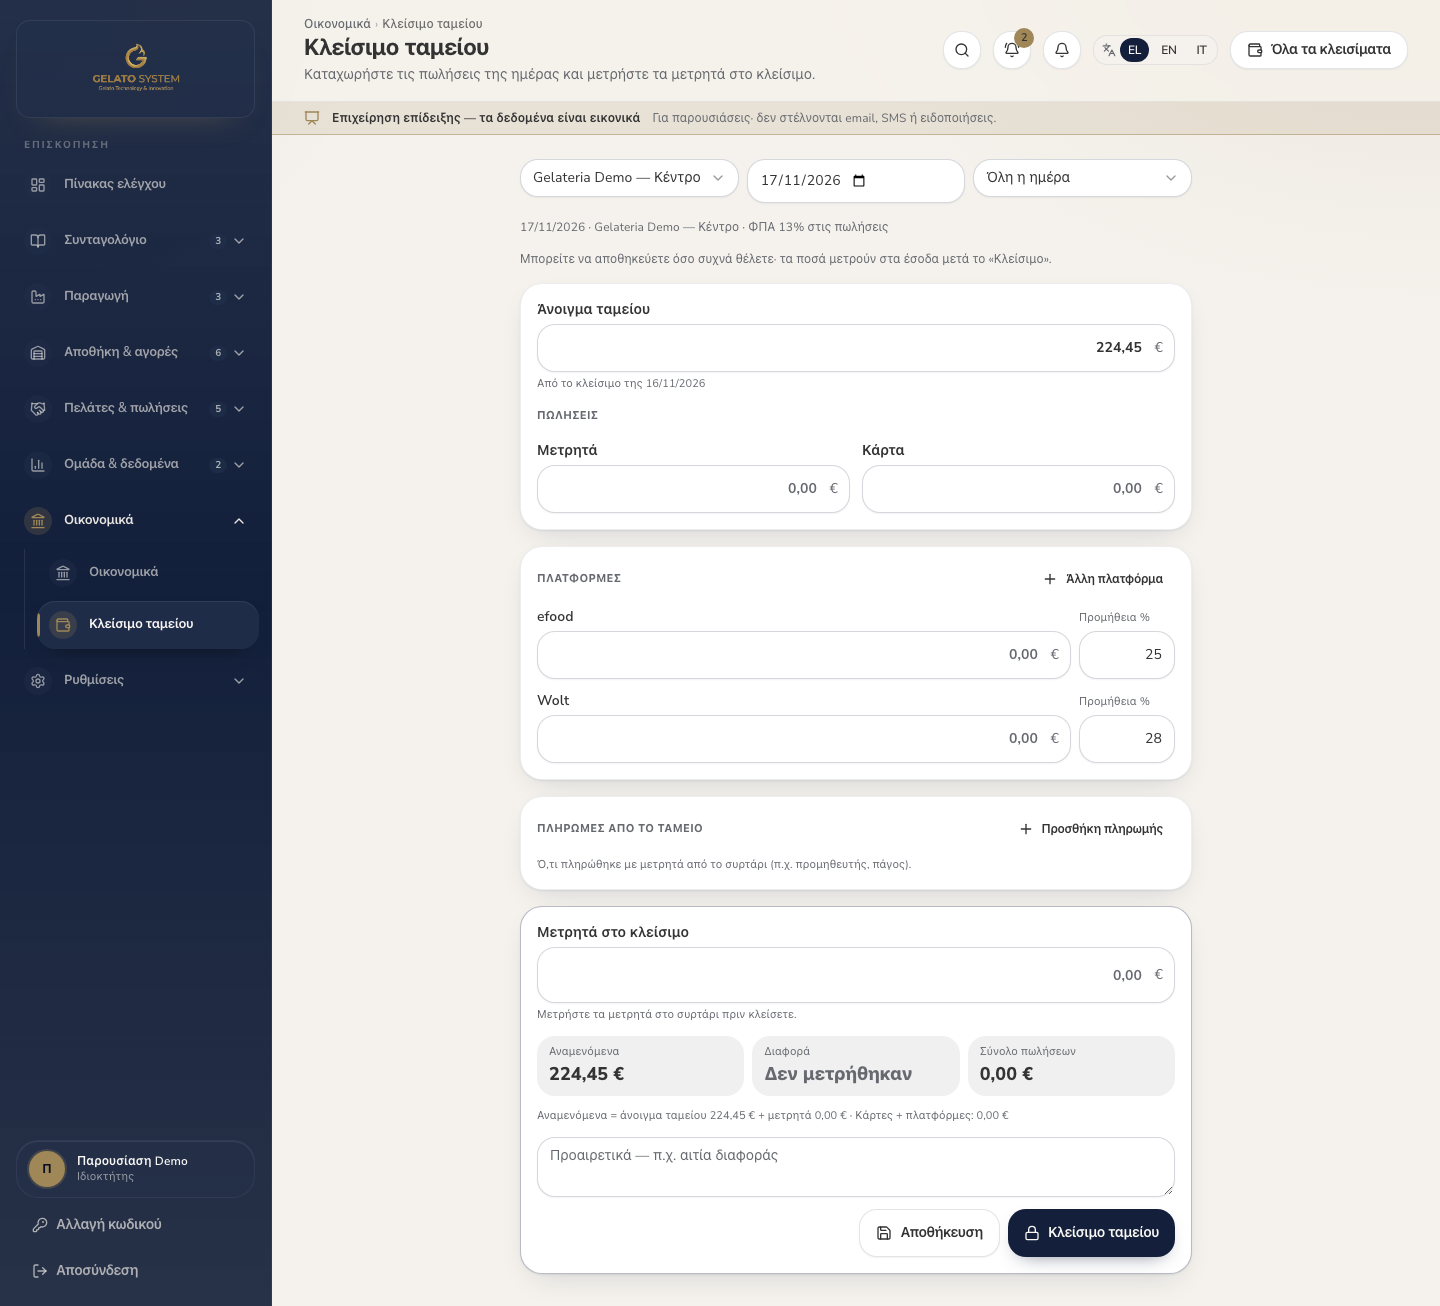 GELATO SYSTEM
Gelato Technology & Innovation
ΕΠΙΣΚΟΠΗΣΗ
Πίνακας ελέγχου
Συνταγολόγιο 3
Παραγωγή 3
Αποθήκη & αγορές 6
Πελάτες & πωλήσεις 5
Ομάδα & δεδομένα 2
Οικονομικά
Οικονομικά
Κλείσιμο ταμείου
Ρυθμίσεις
Π
Παρουσίαση Demo
Ιδιοκτήτης
Αλλαγή κωδικού
Αποσύνδεση
Οικονομικά › Κλείσιμο ταμείου
Κλείσιμο ταμείου
Καταχωρήστε τις πωλήσεις της ημέρας και μετρήστε τα μετρητά στο κλείσιμο.
2
EL EN IT
Όλα τα κλεισίματα
Επιχείρηση επίδειξης — τα δεδομένα είναι εικονικά Για παρουσιάσεις· δεν στέλνονται email, SMS ή ειδοποιήσεις.
Gelateria Demo — Κέντρο 17/11/2026 Όλη η ημέρα
17/11/2026 · Gelateria Demo — Κέντρο · ΦΠΑ 13% στις πωλήσεις
Μπορείτε να αποθηκεύετε όσο συχνά θέλετε· τα ποσά μετρούν στα έσοδα μετά το «Κλείσιμο».
Άνοιγμα ταμείου
224,45 €
Από το κλείσιμο της 16/11/2026
ΠΩΛΗΣΕΙΣ
Μετρητά Κάρτα
0,00 € 0,00 €
ΠΛΑΤΦΟΡΜΕΣ Άλλη πλατφόρμα
efood Προμήθεια %
0,00 € 25
Wolt Προμήθεια %
0,00 € 28
ΠΛΗΡΩΜΕΣ ΑΠΟ ΤΟ ΤΑΜΕΙΟ Προσθήκη πληρωμής
Ό,τι πληρώθηκε με μετρητά από το συρτάρι (π.χ. προμηθευτής, πάγος).
Μετρητά στο κλείσιμο
0,00 €
Μετρήστε τα μετρητά στο συρτάρι πριν κλείσετε.
Αναμενόμενα Διαφορά Σύνολο πωλήσεων
224,45 € Δεν μετρήθηκαν 0,00 €
Αναμενόμενα = άνοιγμα ταμείου 224,45 € + μετρητά 0,00 € · Κάρτες + πλατφόρμες: 0,00 €
Προαιρετικά — π.χ. αιτία διαφοράς
Αποθήκευση Κλείσιμο ταμείου